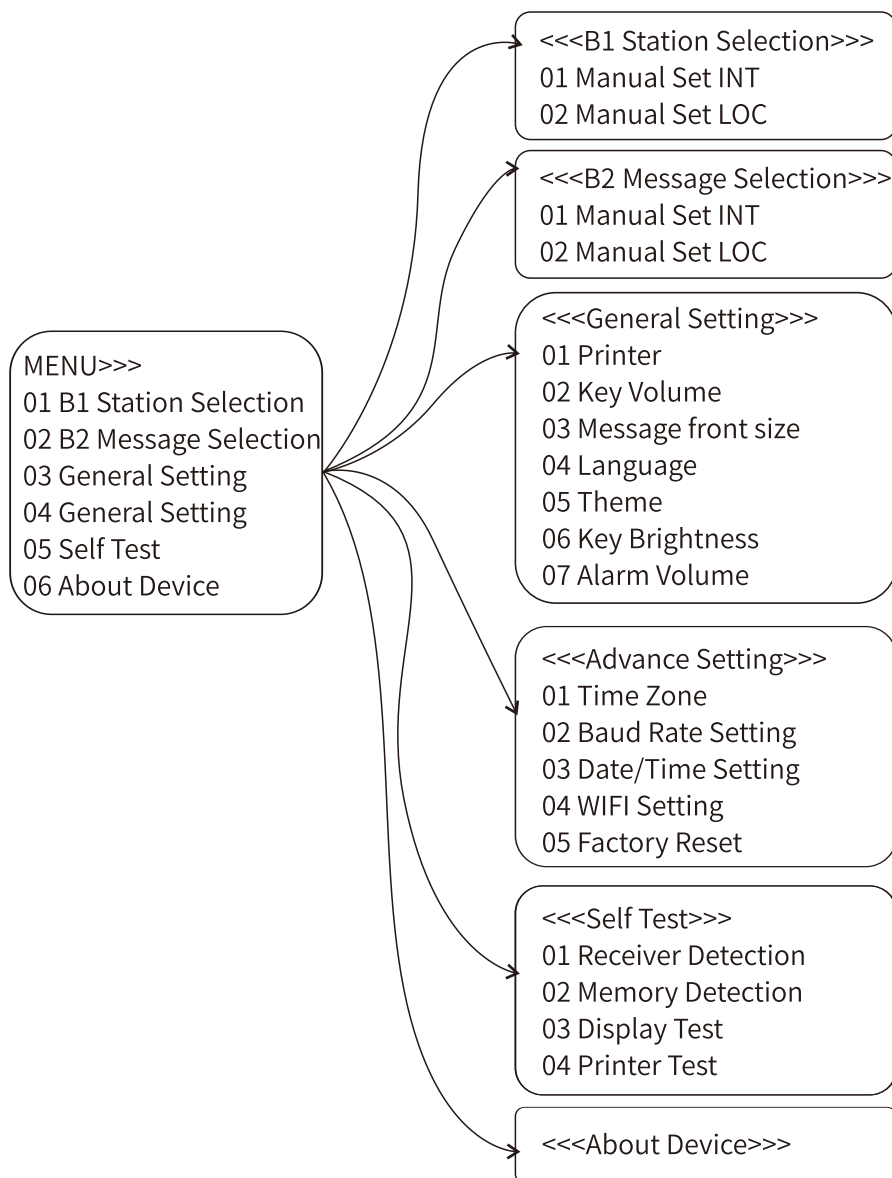 MENU>>>
01 B1 Station Selection
02 B2 Message Selection
03 General Setting
04 General Setting
05 Self Test
06 About Device
<<<B1 Station Selection>>>
01 Manual Set INT
02 Manual Set LOC
<<<B2 Message Selection>>>
01 Manual Set INT
02 Manual Set LOC
<<<General Setting>>>
01 Printer
02 Key Volume
03 Message front size
04 Language
05 Theme
06 Key Brightness
07 Alarm Volume
<<<Advance Setting>>>
01 Time Zone
02 Baud Rate Setting
03 Date/Time Setting
04 WIFI Setting
05 Factory Reset
<<<Self Test>>>
01 Receiver Detection
02 Memory Detection
03 Display Test
04 Printer Test
<<<About Device>>>